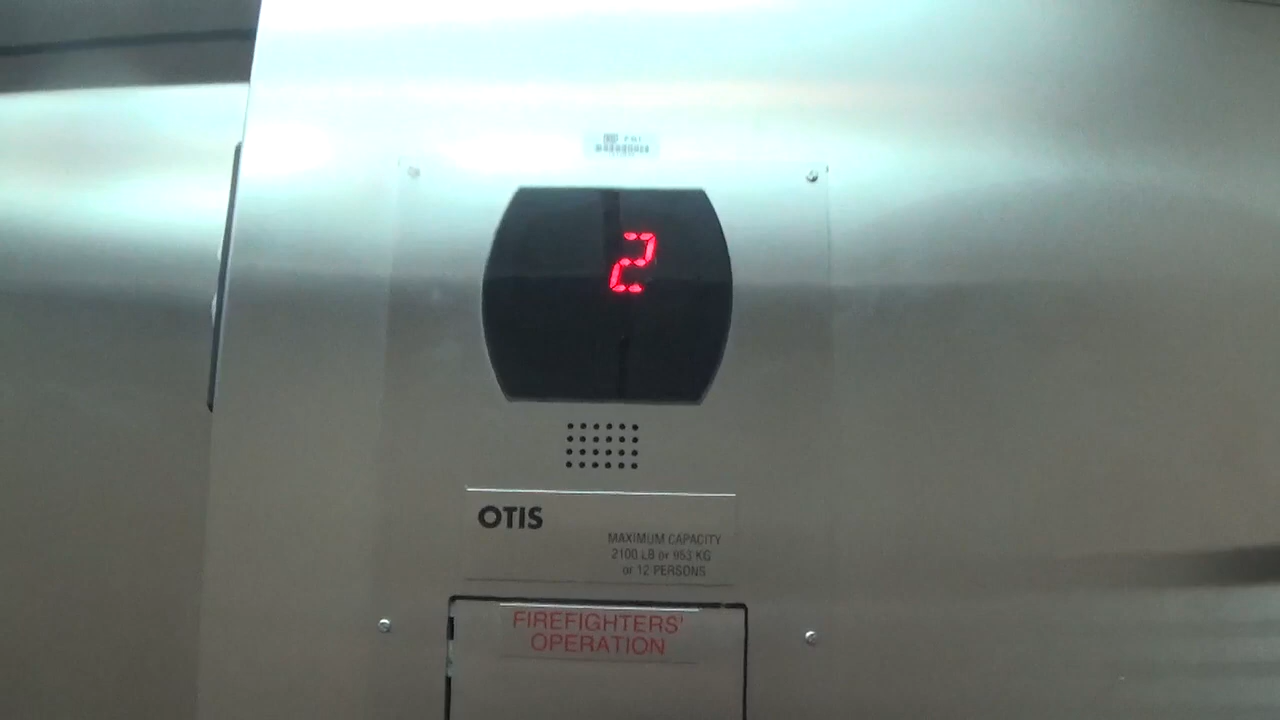 2
OTIS
MAXIMUM CAPACITY
2100 LB or 953 KG
or 12 PERSONS
FIREFIGHTERS'
OPERATION